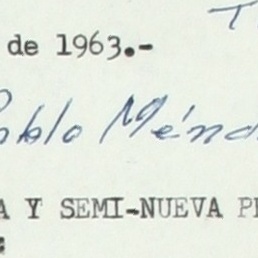 de 1963.-
Pablo Ménd
A Y SEMI-NUEVA P